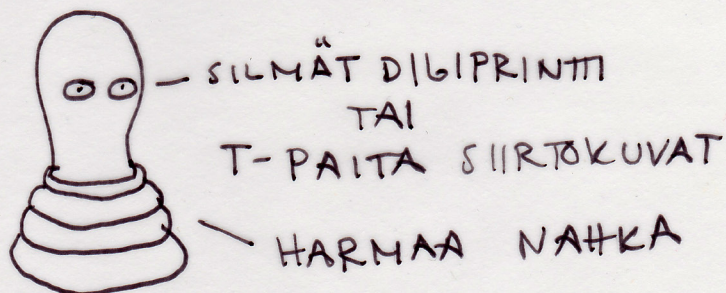 SILMÄT DIGIPRINTTI
TAI
T-PAITA SIIRTOKUVAT
HARMAA NAHKA